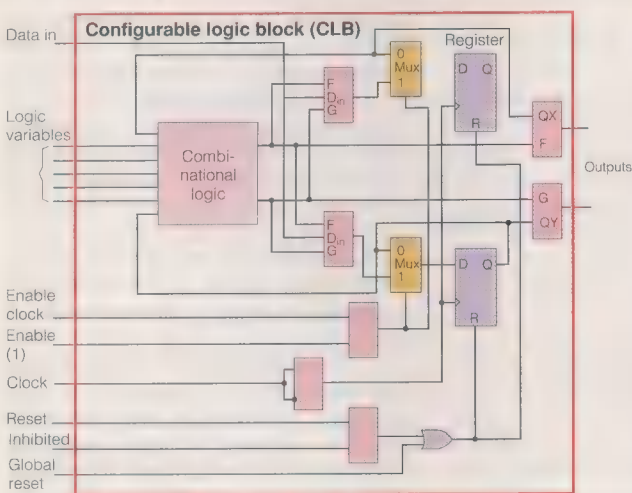 Configurable logic block (CLB)
Data in
Register
0
Mux
1
D Q
R
F
Din
G
QX
F
Logic
variables
Combi-
national
logic
Outputs
G
QY
F
Din
G
0
Mux
1
D Q
R
Enable
clock
Enable
(1)
Clock
Reset
Inhibited
Global
reset